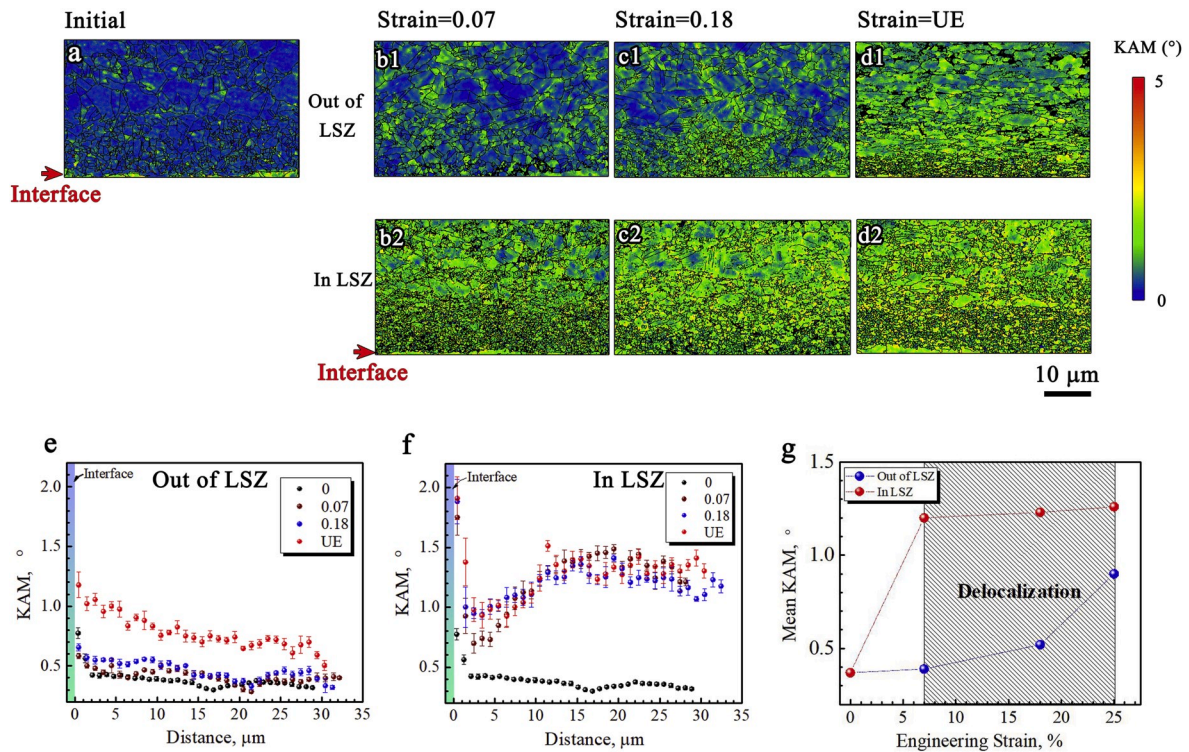 Initial
Strain=0.07
Strain=0.18
Strain=UE
KAM (°)
a
b1
c1
d1
5
Out of
LSZ
Interface
b2
c2
d2
In LSZ
0
Interface
10 μm
e
Interface
Out of LSZ
0
0.07
0.18
UE
2.0
1.5
1.0
0.5
KAM, °
0 5 10 15 20 25 30 35
Distance, μm
f
Interface
In LSZ
0
0.07
0.18
UE
2.0
1.5
1.0
0.5
KAM, °
0 5 10 15 20 25 30 35
Distance, μm
g
Out of LSZ
In LSZ
1.5
1.0
0.5
Mean KAM, °
Delocalization
0 5 10 15 20 25
Engineering Strain, %